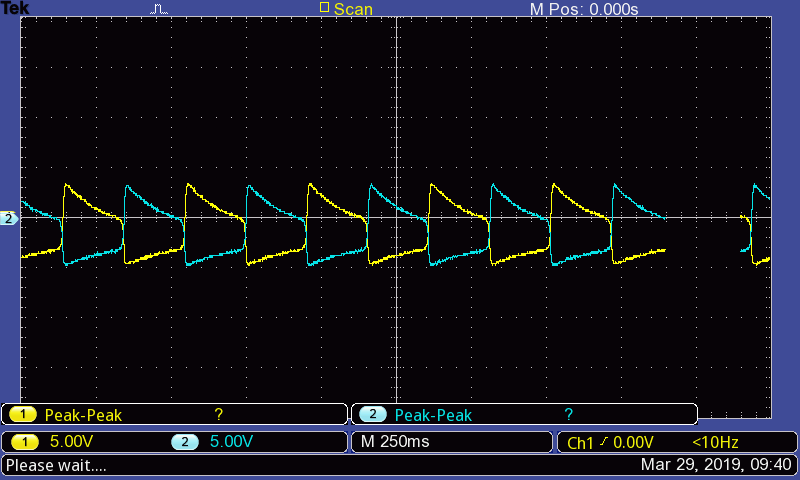 Tek Scan M Pos: 0.000s
2
1 Peak-Peak ? 2 Peak-Peak ?
1 5.00V 2 5.00V M 250ms Ch1 0.00V <10Hz
Please wait.... Mar 29, 2019, 09:40